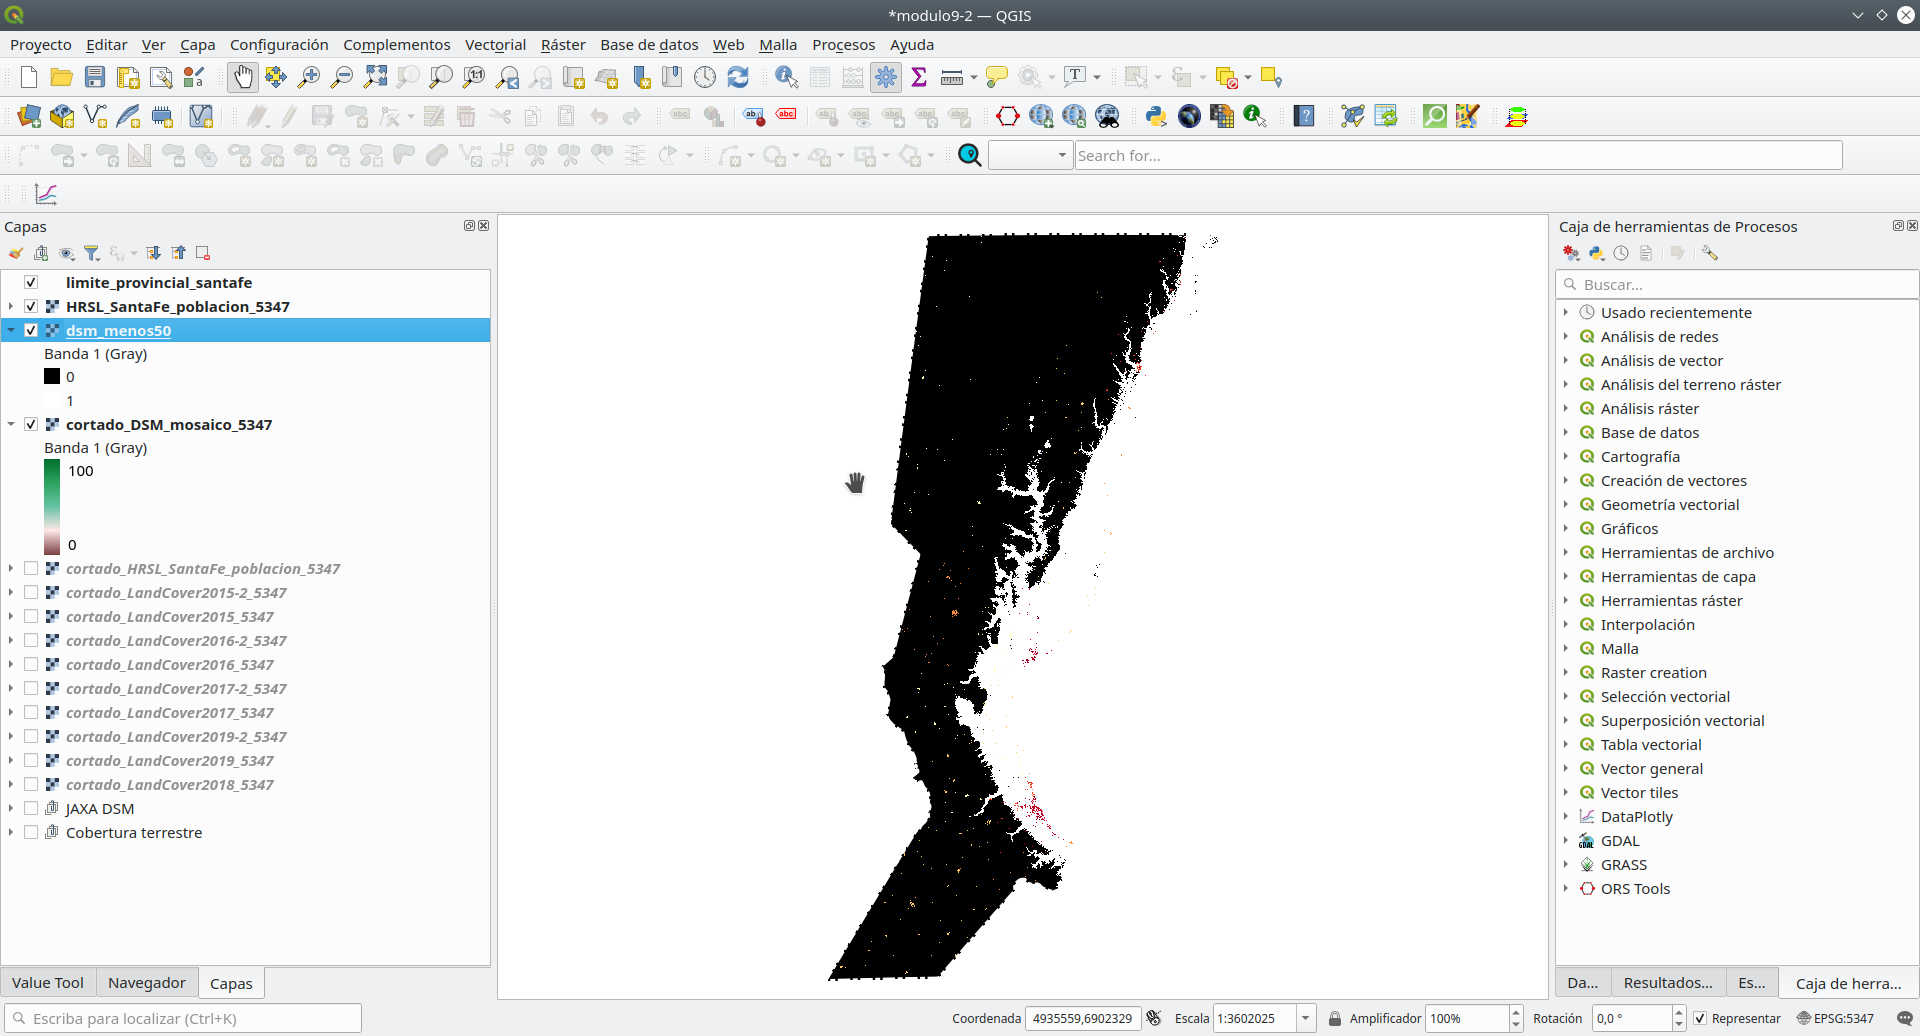 *modulo9-2 — QGIS
Proyecto Editar Ver Capa Configuración Complementos Vectorial Ráster Base de datos Web Malla Procesos Ayuda
Search for...
Capas
limite_provincial_santafe
HRSL_SantaFe_poblacion_5347
dsm_menos50
Banda 1 (Gray)
0
1
cortado_DSM_mosaico_5347
Banda 1 (Gray)
100
0
cortado_HRSL_SantaFe_poblacion_5347
cortado_LandCover2015-2_5347
cortado_LandCover2015_5347
cortado_LandCover2016-2_5347
cortado_LandCover2016_5347
cortado_LandCover2017-2_5347
cortado_LandCover2017_5347
cortado_LandCover2019-2_5347
cortado_LandCover2019_5347
cortado_LandCover2018_5347
JAXA DSM
Cobertura terrestre
Value Tool Navegador Capas
Caja de herramientas de Procesos
Buscar...
Usado recientemente
Análisis de redes
Análisis de vector
Análisis del terreno ráster
Análisis ráster
Base de datos
Cartografía
Creación de vectores
Geometría vectorial
Gráficos
Herramientas de archivo
Herramientas de capa
Herramientas ráster
Interpolación
Malla
Raster creation
Selección vectorial
Superposición vectorial
Tabla vectorial
Vector general
Vector tiles
DataPlotly
GDAL
GRASS
ORS Tools
Da... Resultados... Es... Caja de herra...
Escriba para localizar (Ctrl+K)
Coordenada 4935559,6902329 Escala 1:3602025 Amplificador 100% Rotación 0,0 ° Representar EPSG:5347